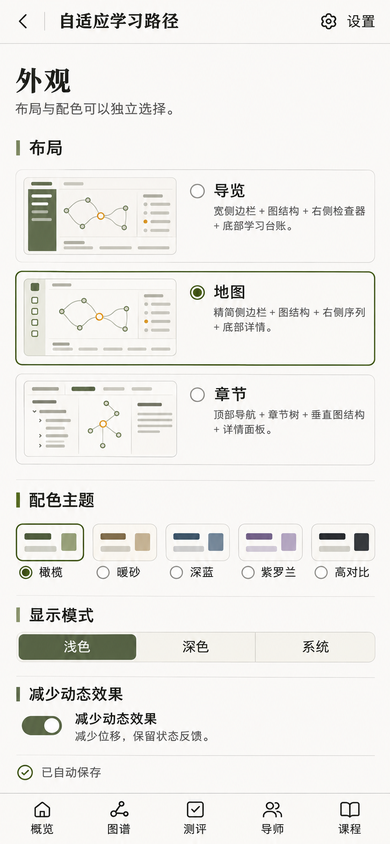 自适应学习路径
设置
外观
布局与配色可以独立选择。
布局
导览
宽侧边栏 + 图结构 + 右侧检查器
+ 底部学习台账。
地图
精简侧边栏 + 图结构 + 右侧序列
+ 底部详情。
章节
顶部导航 + 章节树 + 垂直图结构
+ 详情面板。
配色主题
橄榄
暖砂
深蓝
紫罗兰
高对比
显示模式
浅色
深色
系统
减少动态效果
减少动态效果
减少位移，保留状态反馈。
已自动保存
概览
图谱
测评
导师
课程